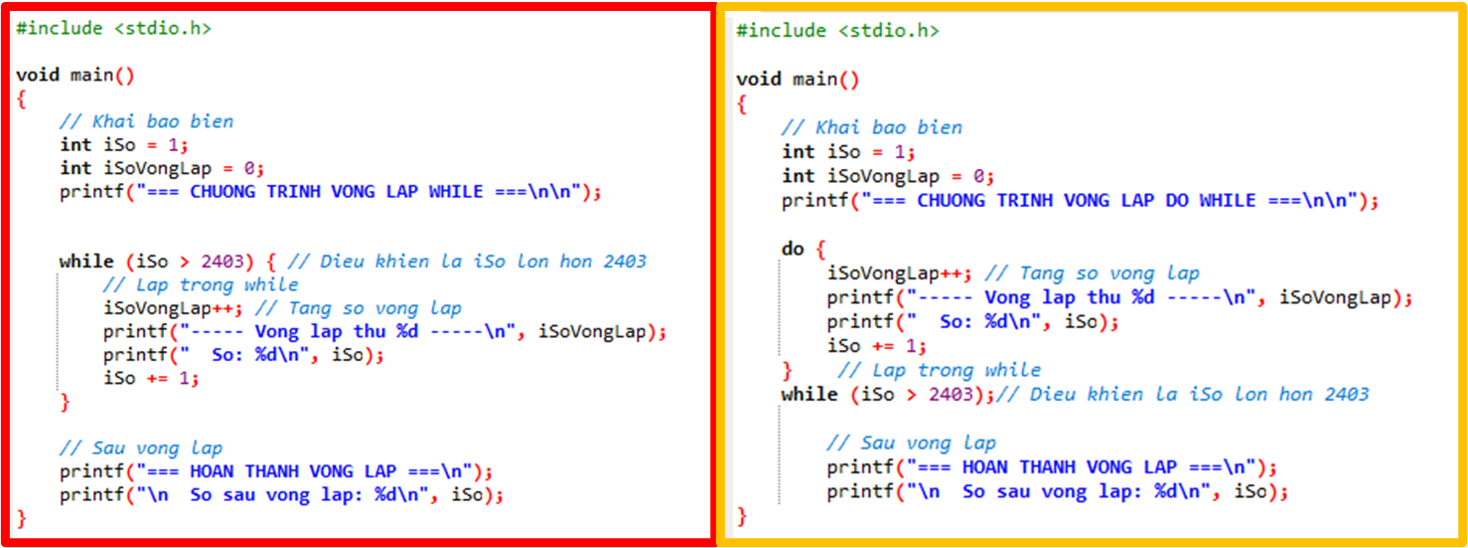 #include <stdio.h>
void main()
{
// Khai bao bien
int iSo = 1;
int iSoVongLap = 0;
printf("=== CHUONG TRINH VONG LAP WHILE ===\n\n");
while (iSo > 2403) { // Dieu khien la iSo lon hon 2403
// Lap trong while
iSoVongLap++; // Tang so vong lap
printf("----- Vong lap thu %d -----\n", iSoVongLap);
printf("  So: %d\n", iSo);
iSo += 1;
}
// Sau vong lap
printf("=== HOAN THANH VONG LAP ===\n");
printf("\n  So sau vong lap: %d\n", iSo);
}
#include <stdio.h>
void main()
{
// Khai bao bien
int iSo = 1;
int iSoVongLap = 0;
printf("=== CHUONG TRINH VONG LAP DO WHILE ===\n\n");
do {
iSoVongLap++; // Tang so vong lap
printf("----- Vong lap thu %d -----\n", iSoVongLap);
printf("  So: %d\n", iSo);
iSo += 1;
} // Lap trong while
while (iSo > 2403);// Dieu khien la iSo lon hon 2403
// Sau vong lap
printf("=== HOAN THANH VONG LAP ===\n");
printf("\n  So sau vong lap: %d\n", iSo);
}